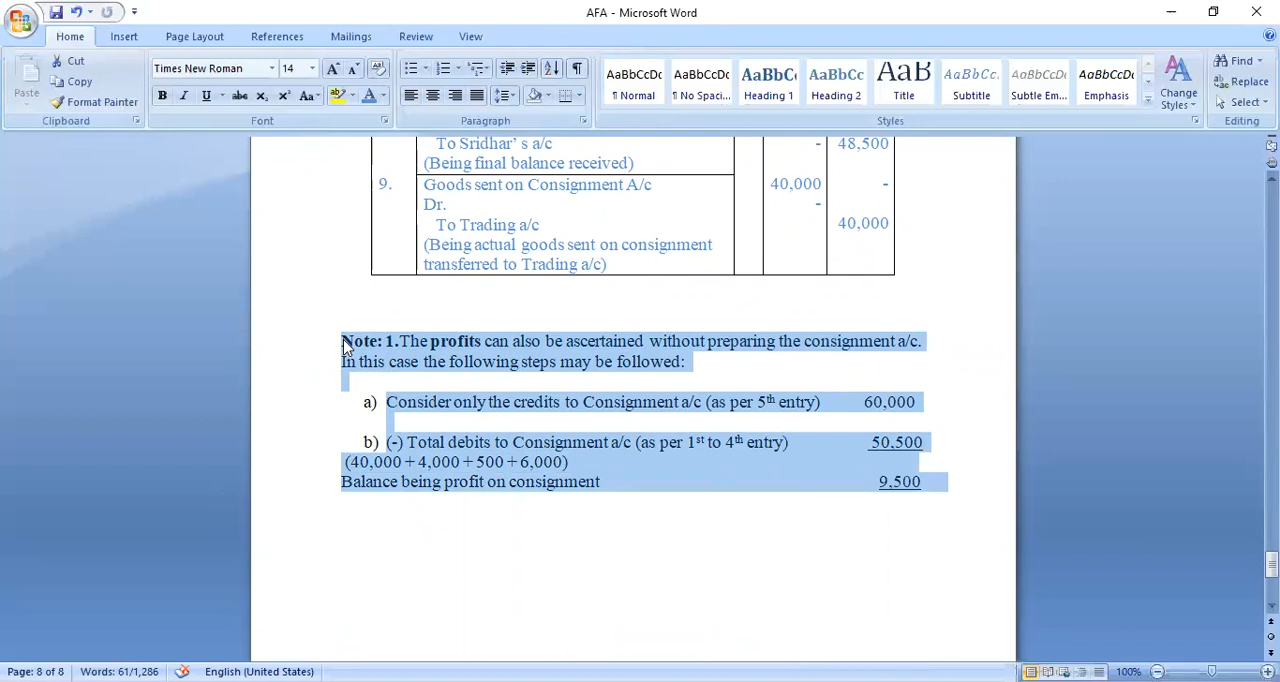 AFA - Microsoft Word
Home Insert Page Layout References Mailings Review View
Cut
Copy
Format Painter
Paste
Times New Roman 14
AaBbCcDc AaBbCcDc AaBbCc AaBbCc AaB AaBbCc. AaBbCcDc AaBbCcDc
¶ Normal ¶ No Spaci... Heading 1 Heading 2 Title Subtitle Subtle Em... Emphasis
Change Styles
Find
Replace
Select
Clipboard Font Paragraph Styles Editing
To Sridhar' s a/c - 48,500
(Being final balance received)
9. Goods sent on Consignment A/c 40,000 -
Dr. -
To Trading a/c 40,000
(Being actual goods sent on consignment
transferred to Trading a/c)
Note: 1.The profits can also be ascertained without preparing the consignment a/c.
In this case the following steps may be followed:
a) Consider only the credits to Consignment a/c (as per 5th entry) 60,000
b) (-) Total debits to Consignment a/c (as per 1st to 4th entry) 50,500
(40,000 + 4,000 + 500 + 6,000)
Balance being profit on consignment 9,500
Page: 8 of 8 Words: 61/1,286 English (United States) 100%